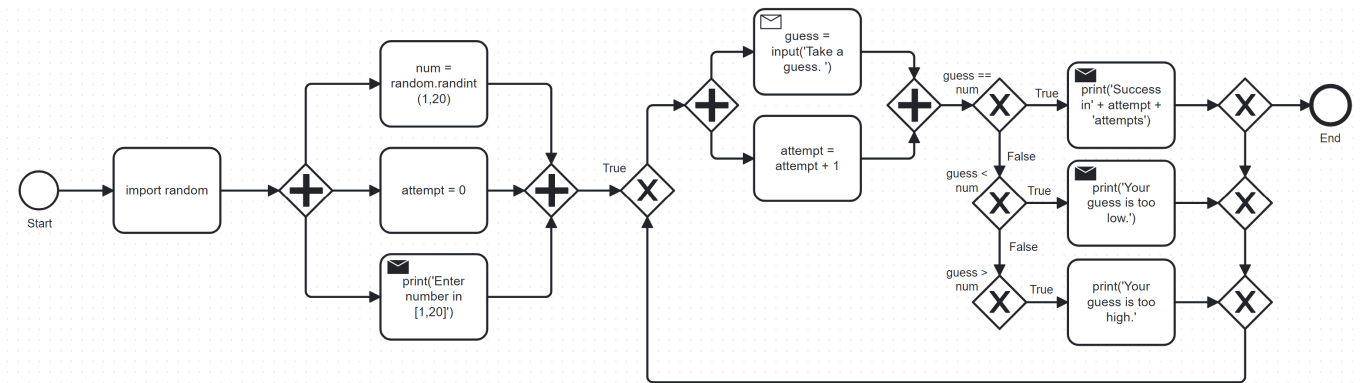 Start
import random
num =
random.randint
(1,20)
attempt = 0
print('Enter
number in
[1,20]')
True
guess =
input('Take a
guess. ')
attempt =
attempt + 1
guess ==
num
True
print('Success
in' + attempt +
'attempts')
End
False
guess <
num
True
print('Your
guess is too
low.')
False
guess >
num
True
print('Your
guess is too
high.'